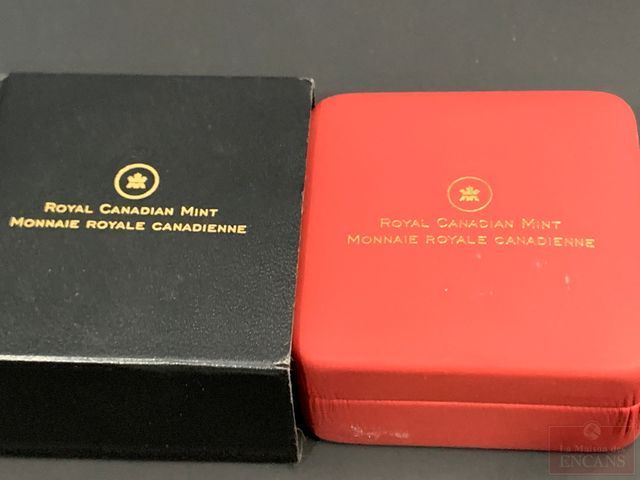 ROYAL CANADIAN MINT
MONNAIE ROYALE CANADIENNE
ROYAL CANADIAN MINT
MONNAIE ROYALE CANADIENNE
La Maison des
ENCANS